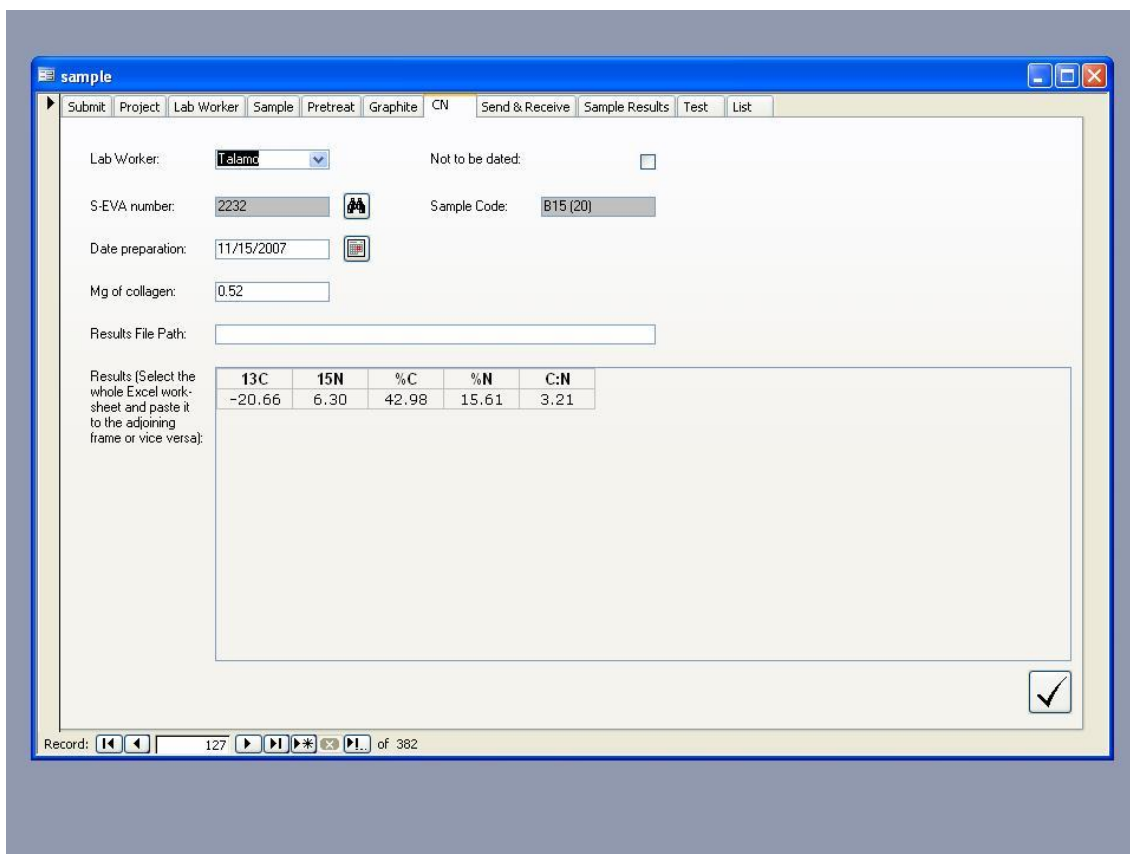 sample
Submit Project Lab Worker Sample Pretreat Graphite CN Send & Receive Sample Results Test List
Lab Worker: Talamo Not to be dated:
S-EVA number: 2232 Sample Code: B15 (20)
Date preparation: 11/15/2007
Mg of collagen: 0.52
Results File Path:
Results (Select the
whole Excel work-
sheet and paste it
to the adjoining
frame or vice versa):
13C 15N %C %N C:N
-20.66 6.30 42.98 15.61 3.21
Record: 127 of 382